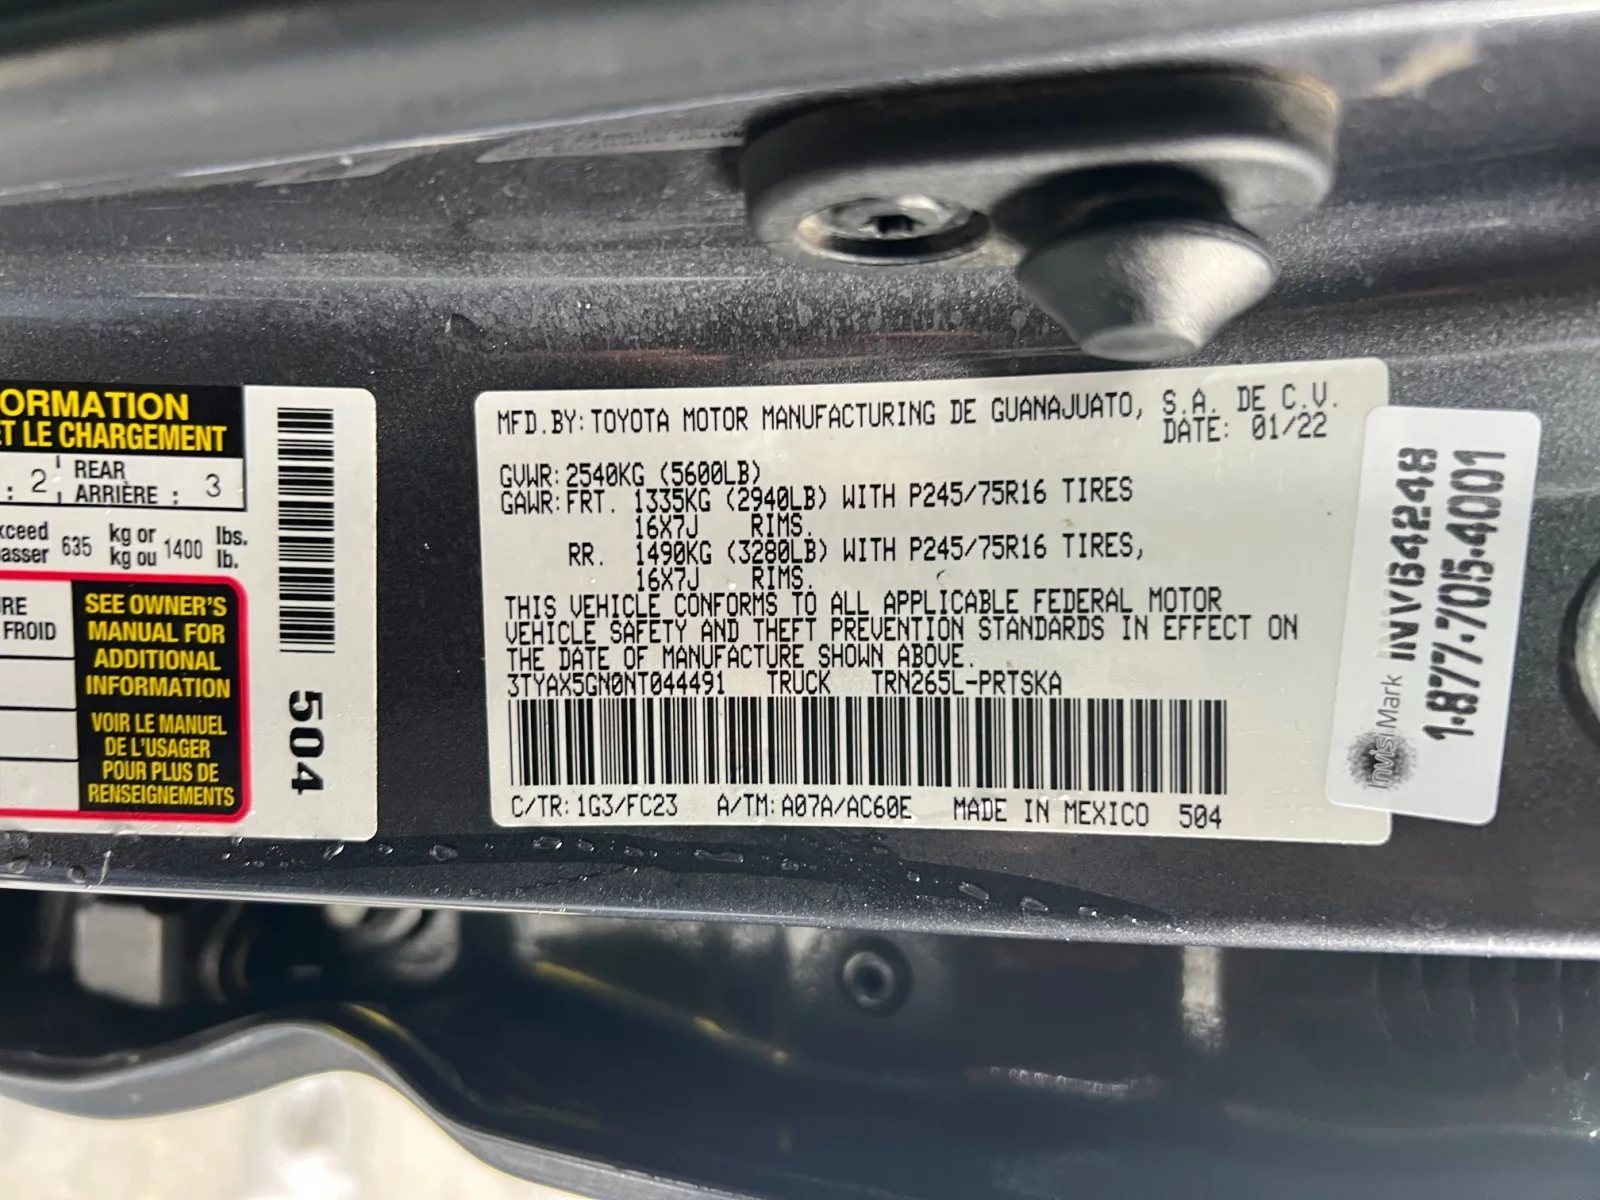 ORMATION
ET LE CHARGEMENT
: 2 REAR
ARRIÈRE : 3
xceed 635 kg or 1400 lbs.
asser kg ou lb.
RE
FROID
SEE OWNER'S
MANUAL FOR
ADDITIONAL
INFORMATION
VOIR LE MANUEL
DE L'USAGER
POUR PLUS DE
RENSEIGNEMENTS
504
MFD.BY: TOYOTA MOTOR MANUFACTURING DE GUANAJUATO, S.A. DE C.V.
DATE: 01/22
GVWR: 2540KG (5600LB)
GAWR: FRT. 1335KG (2940LB) WITH P245/75R16 TIRES
16X7J RIMS.
RR. 1490KG (3280LB) WITH P245/75R16 TIRES,
16X7J RIMS.
THIS VEHICLE CONFORMS TO ALL APPLICABLE FEDERAL MOTOR
VEHICLE SAFETY AND THEFT PREVENTION STANDARDS IN EFFECT ON
THE DATE OF MANUFACTURE SHOWN ABOVE.
3TYAX5GN0NT044491 TRUCK TRN265L-PRTSKA
C/TR: 1G3/FC23 A/TM: A07A/AC60E MADE IN MEXICO 504
InvisiMark INVB4248
1-877-705-4001